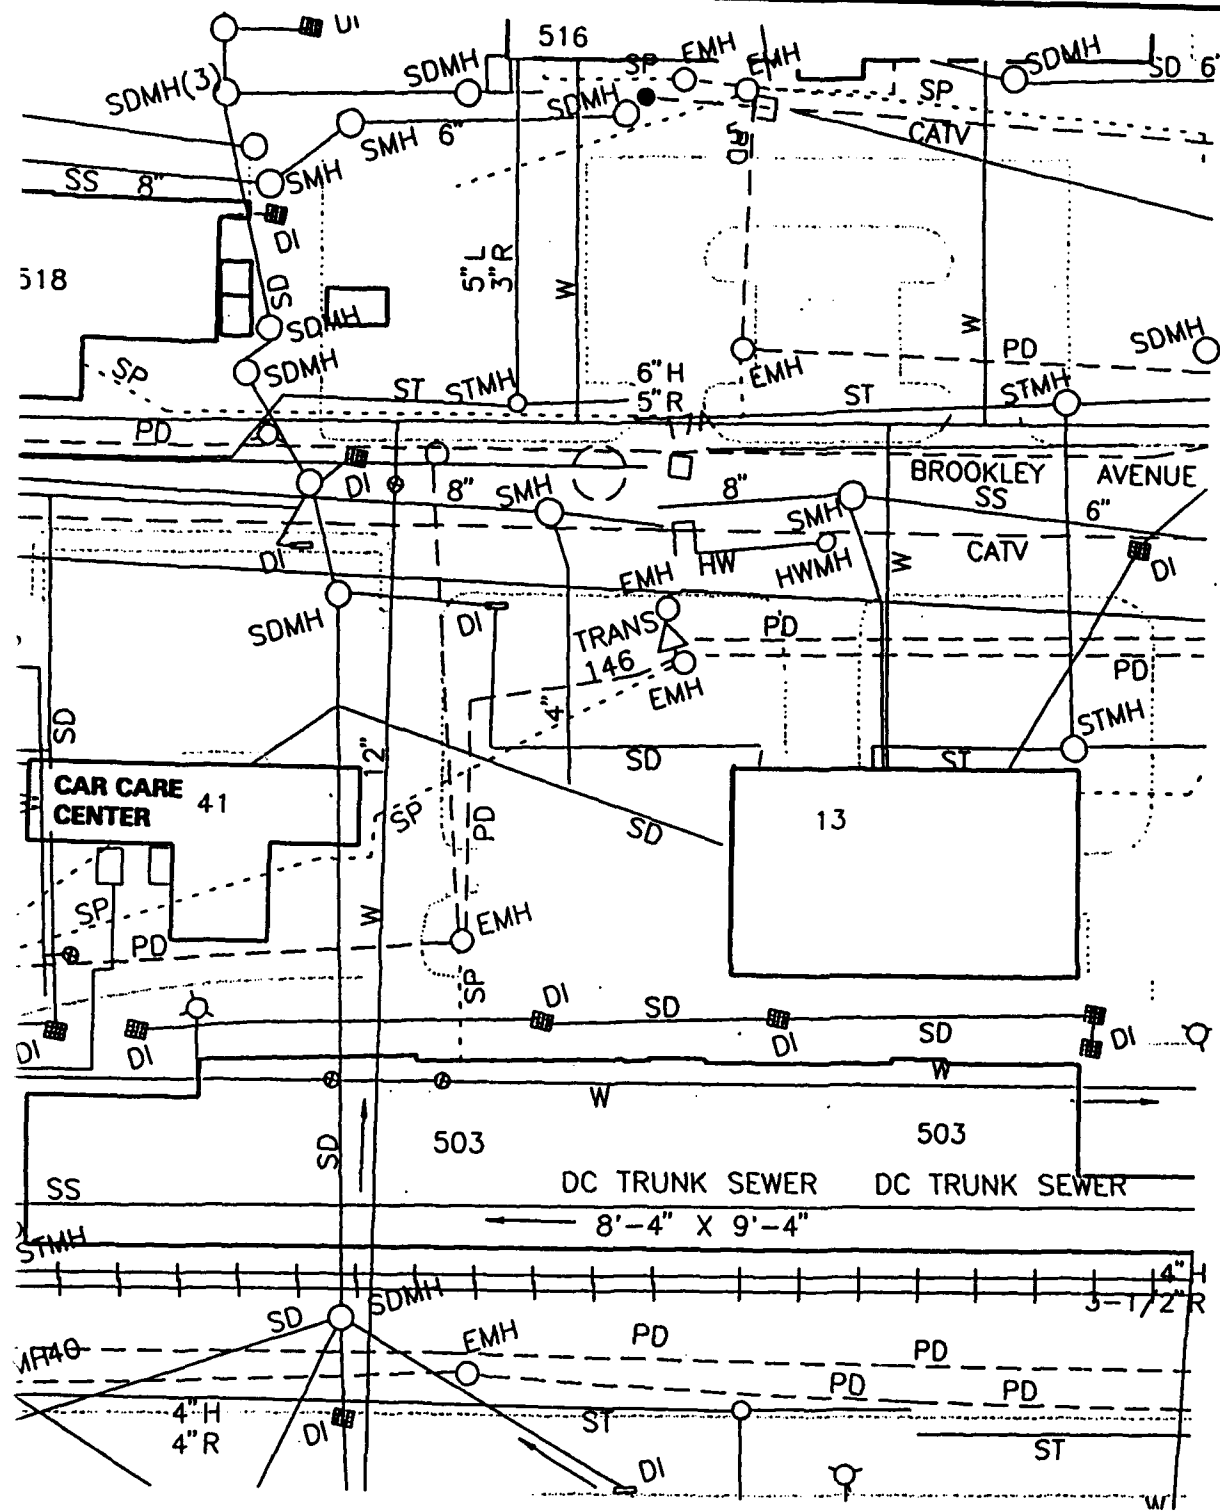 DI
516
SP
EMH
EMH
SDMH
SDMH
SD 6"
SDMH(3)
SDMH
SP
SMH 6"
CATV
SMH
SS 8"
DI
518
SD
5" L
3" R
W
W
SDMH
SDMH
SDMH
PD
EMH
SP
6" H
5" R
ST
STMH
ST
STMH
PD
BROOKLEY AVENUE
DI
8"
SMH
8"
SS
6"
SMH
CATV
DI
HW
HWMH
W
DI
EMH
SDMH
DI
TRANS
146
PD
PD
EMH
4"
STMH
SD
12"
SD
ST
CAR CARE
CENTER
41
SP
PD
SD
13
SP
W
EMH
PD
SP
DI
SD
SD
DI
DI
DI
DI
W
W
SD
503
503
DC TRUNK SEWER
DC TRUNK SEWER
SS
8'-4" X 9'-4"
STMH
4" H
3-1/2" R
SD
SDMH
EMH
PD
PD
MH40
PD
PD
4" H
4" R
DI
ST
ST
DI
W